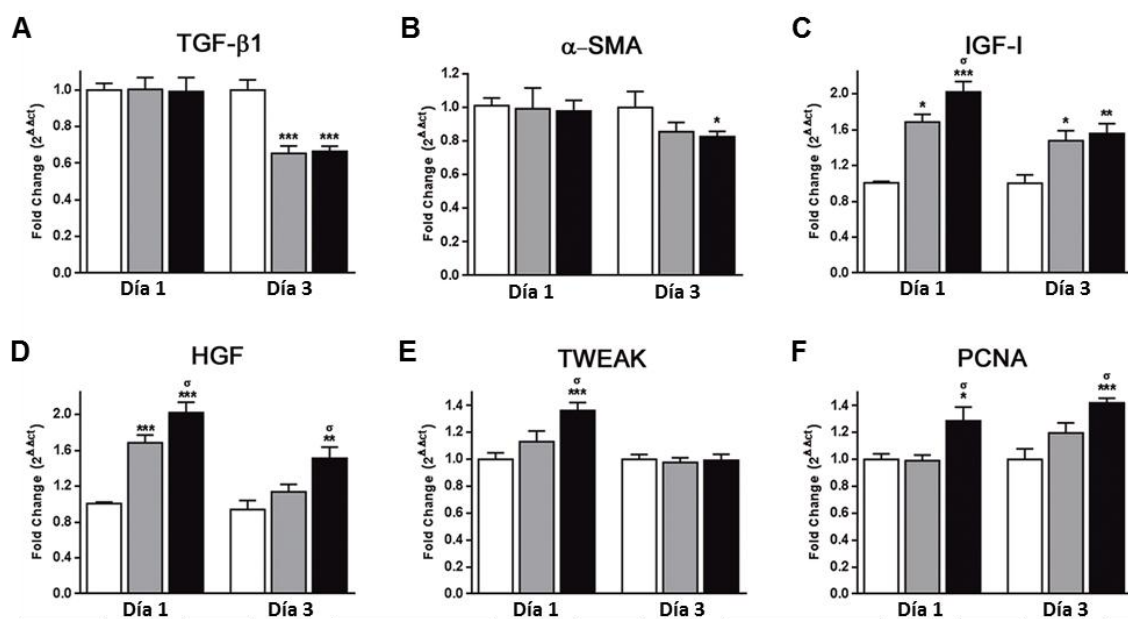 A
TGF-β1
Fold Change (2^ΔΔct)
1.0
0.8
0.6
0.4
0.2
0.0
*** ***
Día 1 Día 3
B
α-SMA
Fold Change (2^ΔΔct)
1.2
1.0
0.8
0.6
0.4
0.2
0.0
*
Día 1 Día 3
C
IGF-I
Fold Change (2^ΔΔct)
2.0
1.6
1.2
0.8
0.4
0.0
σ
* *** * **
Día 1 Día 3
D
HGF
Fold Change (2^ΔΔct)
2.0
1.6
1.2
0.8
0.4
0.0
σ σ
*** *** **
Día 1 Día 3
E
TWEAK
Fold Change (2^ΔΔct)
1.4
1.2
1.0
0.8
0.6
0.4
0.2
0.0
σ
***
Día 1 Día 3
F
PCNA
Fold Change (2^ΔΔct)
1.4
1.2
1.0
0.8
0.6
0.4
0.2
0.0
σ σ
* ***
Día 1 Día 3